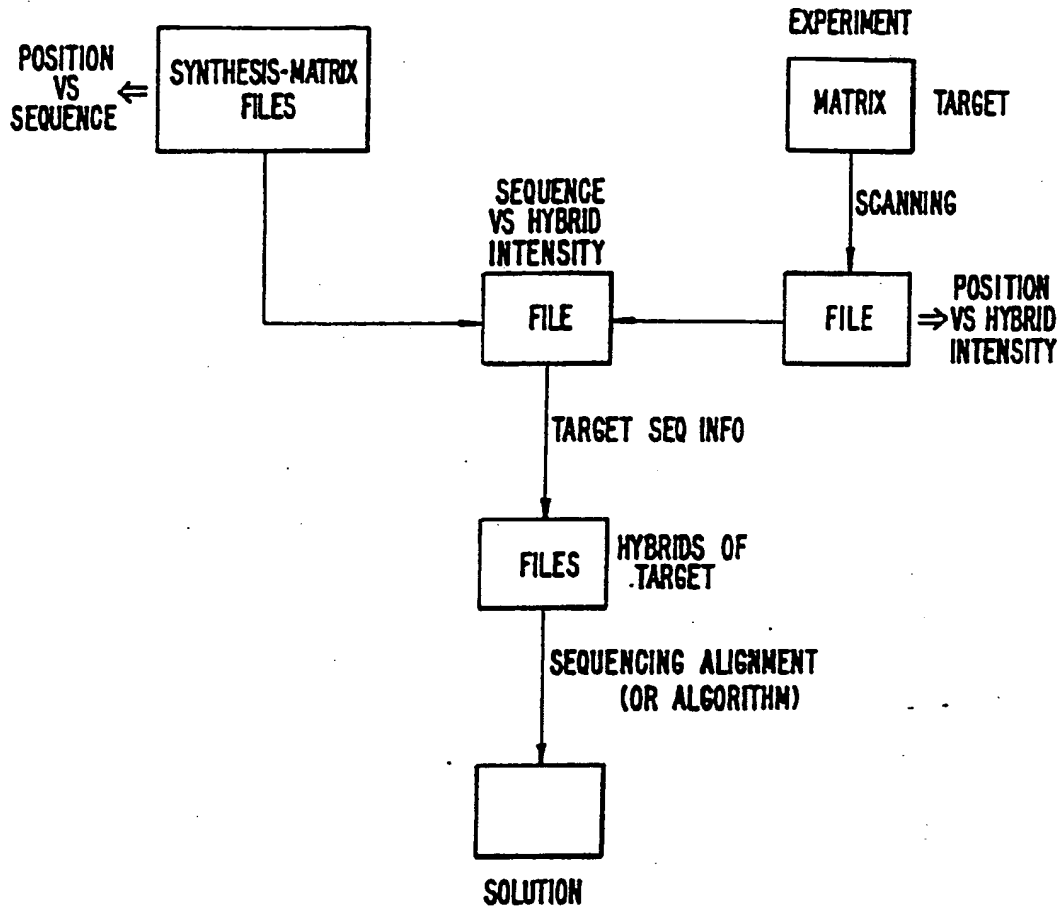 EXPERIMENT
POSITION
VS
SEQUENCE
⇐
SYNTHESIS-MATRIX
FILES
MATRIX
TARGET
SCANNING
SEQUENCE
VS HYBRID
INTENSITY
FILE
FILE
⇒
POSITION
VS HYBRID
INTENSITY
TARGET SEQ INFO
FILES
HYBRIDS OF
TARGET
SEQUENCING ALIGNMENT
(OR ALGORITHM)
SOLUTION